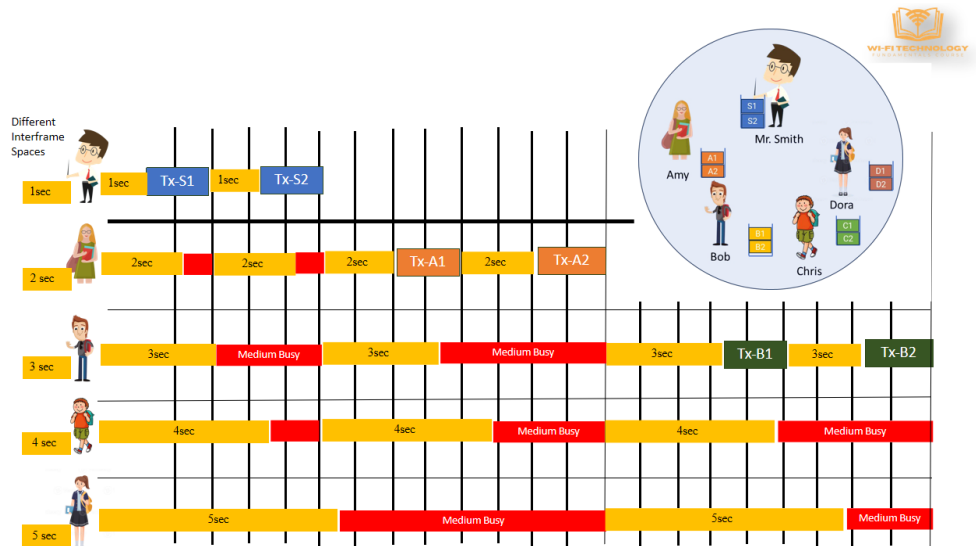 WI-FI TECHNOLOGY
FUNDAMENTALS COURSE
Different
Interframe
Spaces
S1
S2
Mr. Smith
A1
A2
Amy
D1
D2
Dora
B1
B2
Bob
C1
C2
Chris
1sec
1sec
Tx-S1
1sec
Tx-S2
2 sec
2sec
2sec
2sec
Tx-A1
2sec
Tx-A2
3 sec
3sec
Medium Busy
3sec
Medium Busy
3sec
Tx-B1
3sec
Tx-B2
4 sec
4sec
4sec
Medium Busy
4sec
Medium Busy
5 sec
5sec
Medium Busy
5sec
Medium Busy